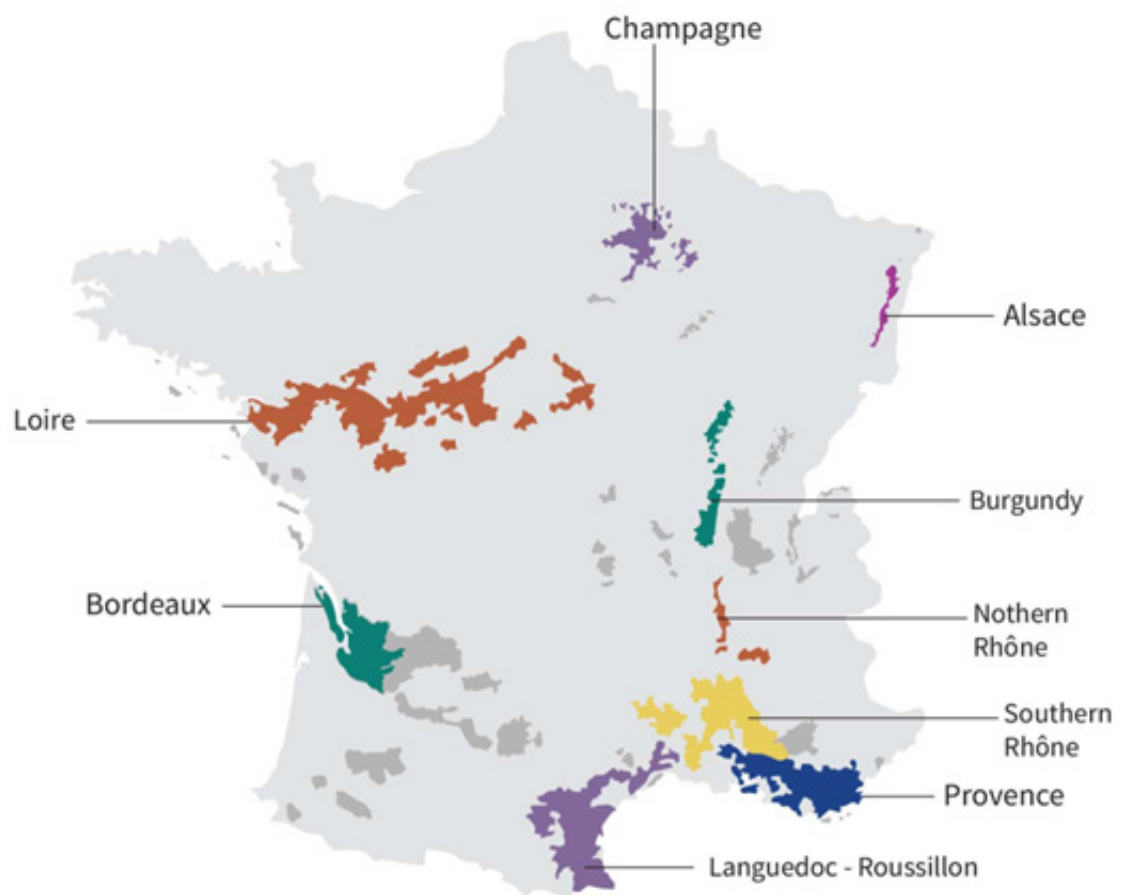 Champagne
Alsace
Loire
Burgundy
Bordeaux
Nothern
Rhône
Southern
Rhône
Provence
Languedoc - Roussillon